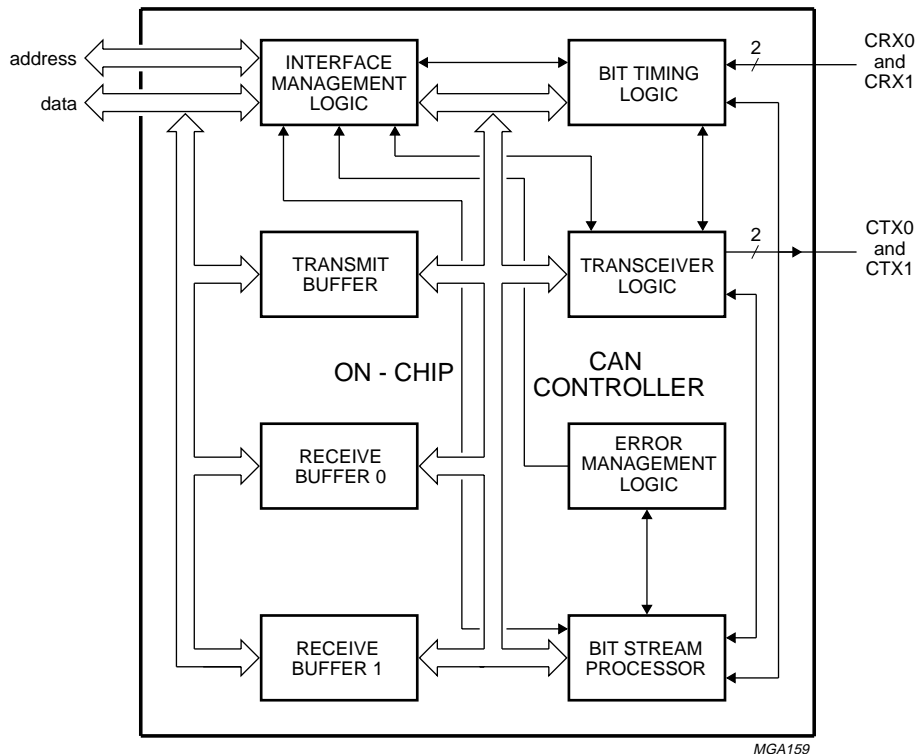 address
data
INTERFACE
MANAGEMENT
LOGIC
BIT TIMING
LOGIC
2
CRX0
and
CRX1
TRANSMIT
BUFFER
TRANSCEIVER
LOGIC
2
CTX0
and
CTX1
ON - CHIP
CAN
CONTROLLER
RECEIVE
BUFFER 0
ERROR
MANAGEMENT
LOGIC
RECEIVE
BUFFER 1
BIT STREAM
PROCESSOR
MGA159